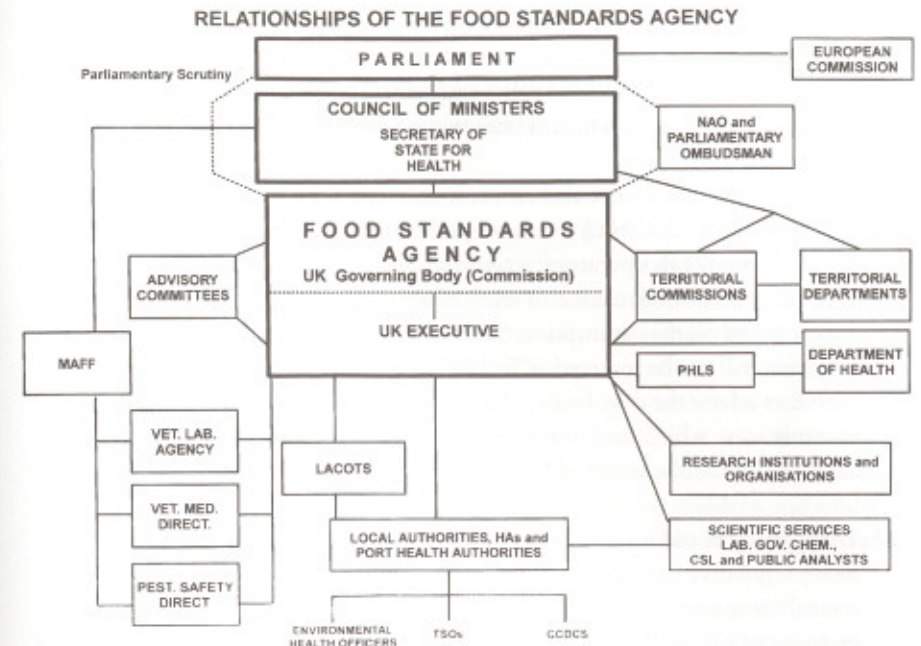 RELATIONSHIPS OF THE FOOD STANDARDS AGENCY
PARLIAMENT
EUROPEAN
COMMISSION
Parliamentary Scrutiny
COUNCIL OF MINISTERS
SECRETARY OF
STATE FOR
HEALTH
NAO and
PARLIAMENTARY
OMBUDSMAN
FOOD STANDARDS
AGENCY
UK Governing Body (Commission)
UK EXECUTIVE
ADVISORY
COMMITTEES
TERRITORIAL
COMMISSIONS
TERRITORIAL
DEPARTMENTS
MAFF
PHLS
DEPARTMENT
OF HEALTH
VET. LAB.
AGENCY
LACOTS
RESEARCH INSTITUTIONS and
ORGANISATIONS
VET. MED.
DIRECT.
LOCAL AUTHORITIES, HAs and
PORT HEALTH AUTHORITIES
SCIENTIFIC SERVICES
LAB. GOV. CHEM.,
CSL and PUBLIC ANALYSTS
PEST. SAFETY
DIRECT
ENVIRONMENTAL
HEALTH OFFICERS
TSOs
CCDCS